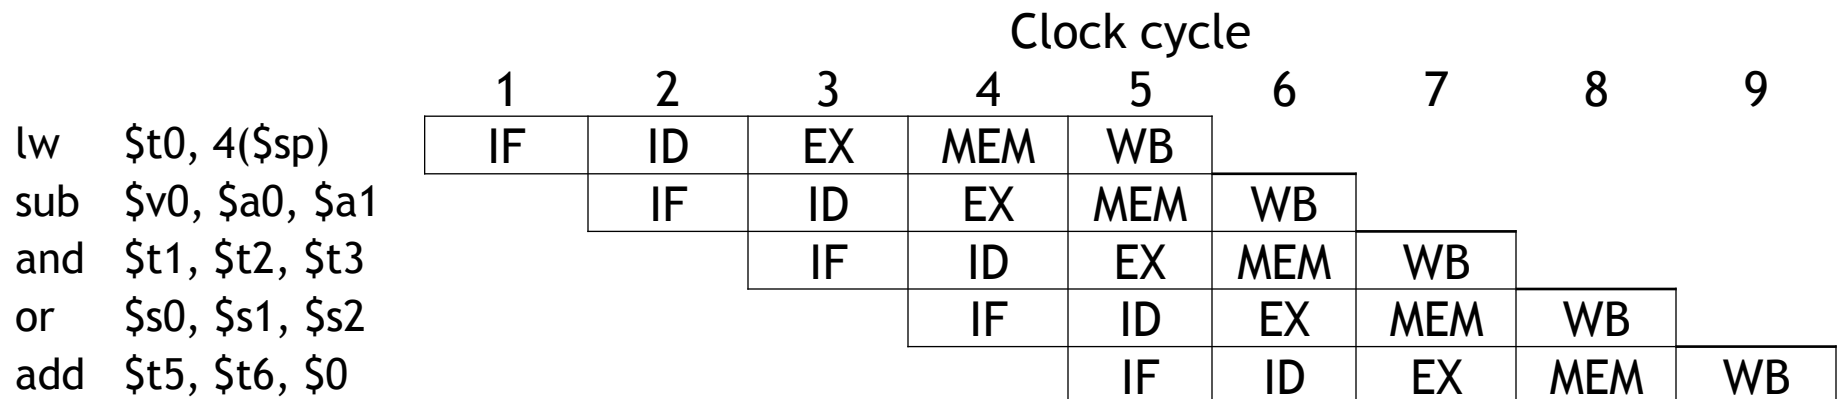 Clock cycle
1 2 3 4 5 6 7 8 9
lw $t0, 4($sp) IF ID EX MEM WB
sub $v0, $a0, $a1 IF ID EX MEM WB
and $t1, $t2, $t3 IF ID EX MEM WB
or $s0, $s1, $s2 IF ID EX MEM WB
add $t5, $t6, $0 IF ID EX MEM WB